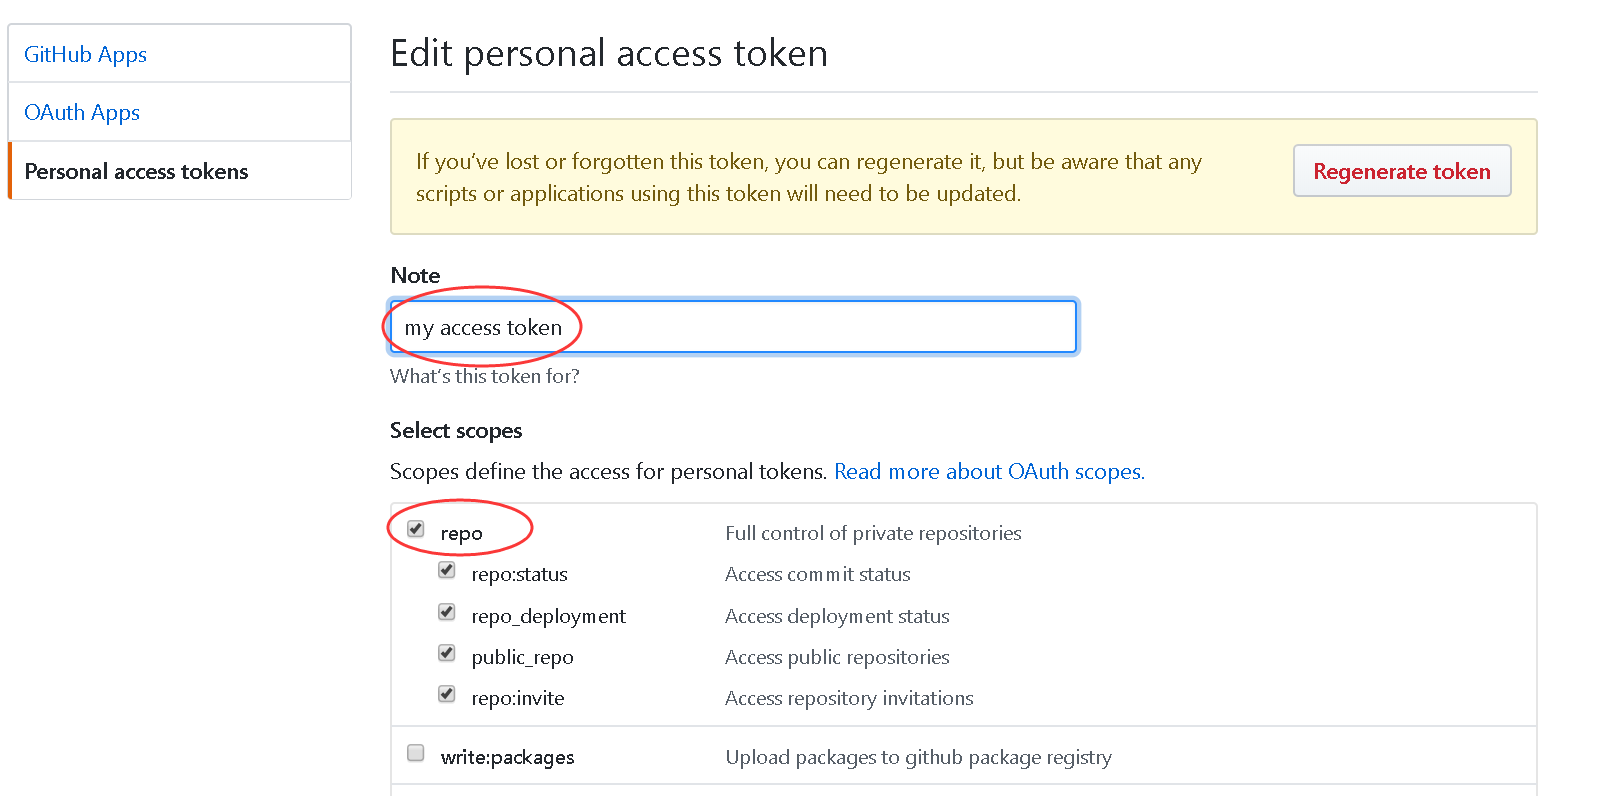 GitHub Apps
OAuth Apps
Personal access tokens
Edit personal access token
If you’ve lost or forgotten this token, you can regenerate it, but be aware that any
scripts or applications using this token will need to be updated.
Regenerate token
Note
my access token
What’s this token for?
Select scopes
Scopes define the access for personal tokens. Read more about OAuth scopes.
repo Full control of private repositories
repo:status Access commit status
repo_deployment Access deployment status
public_repo Access public repositories
repo:invite Access repository invitations
write:packages Upload packages to github package registry